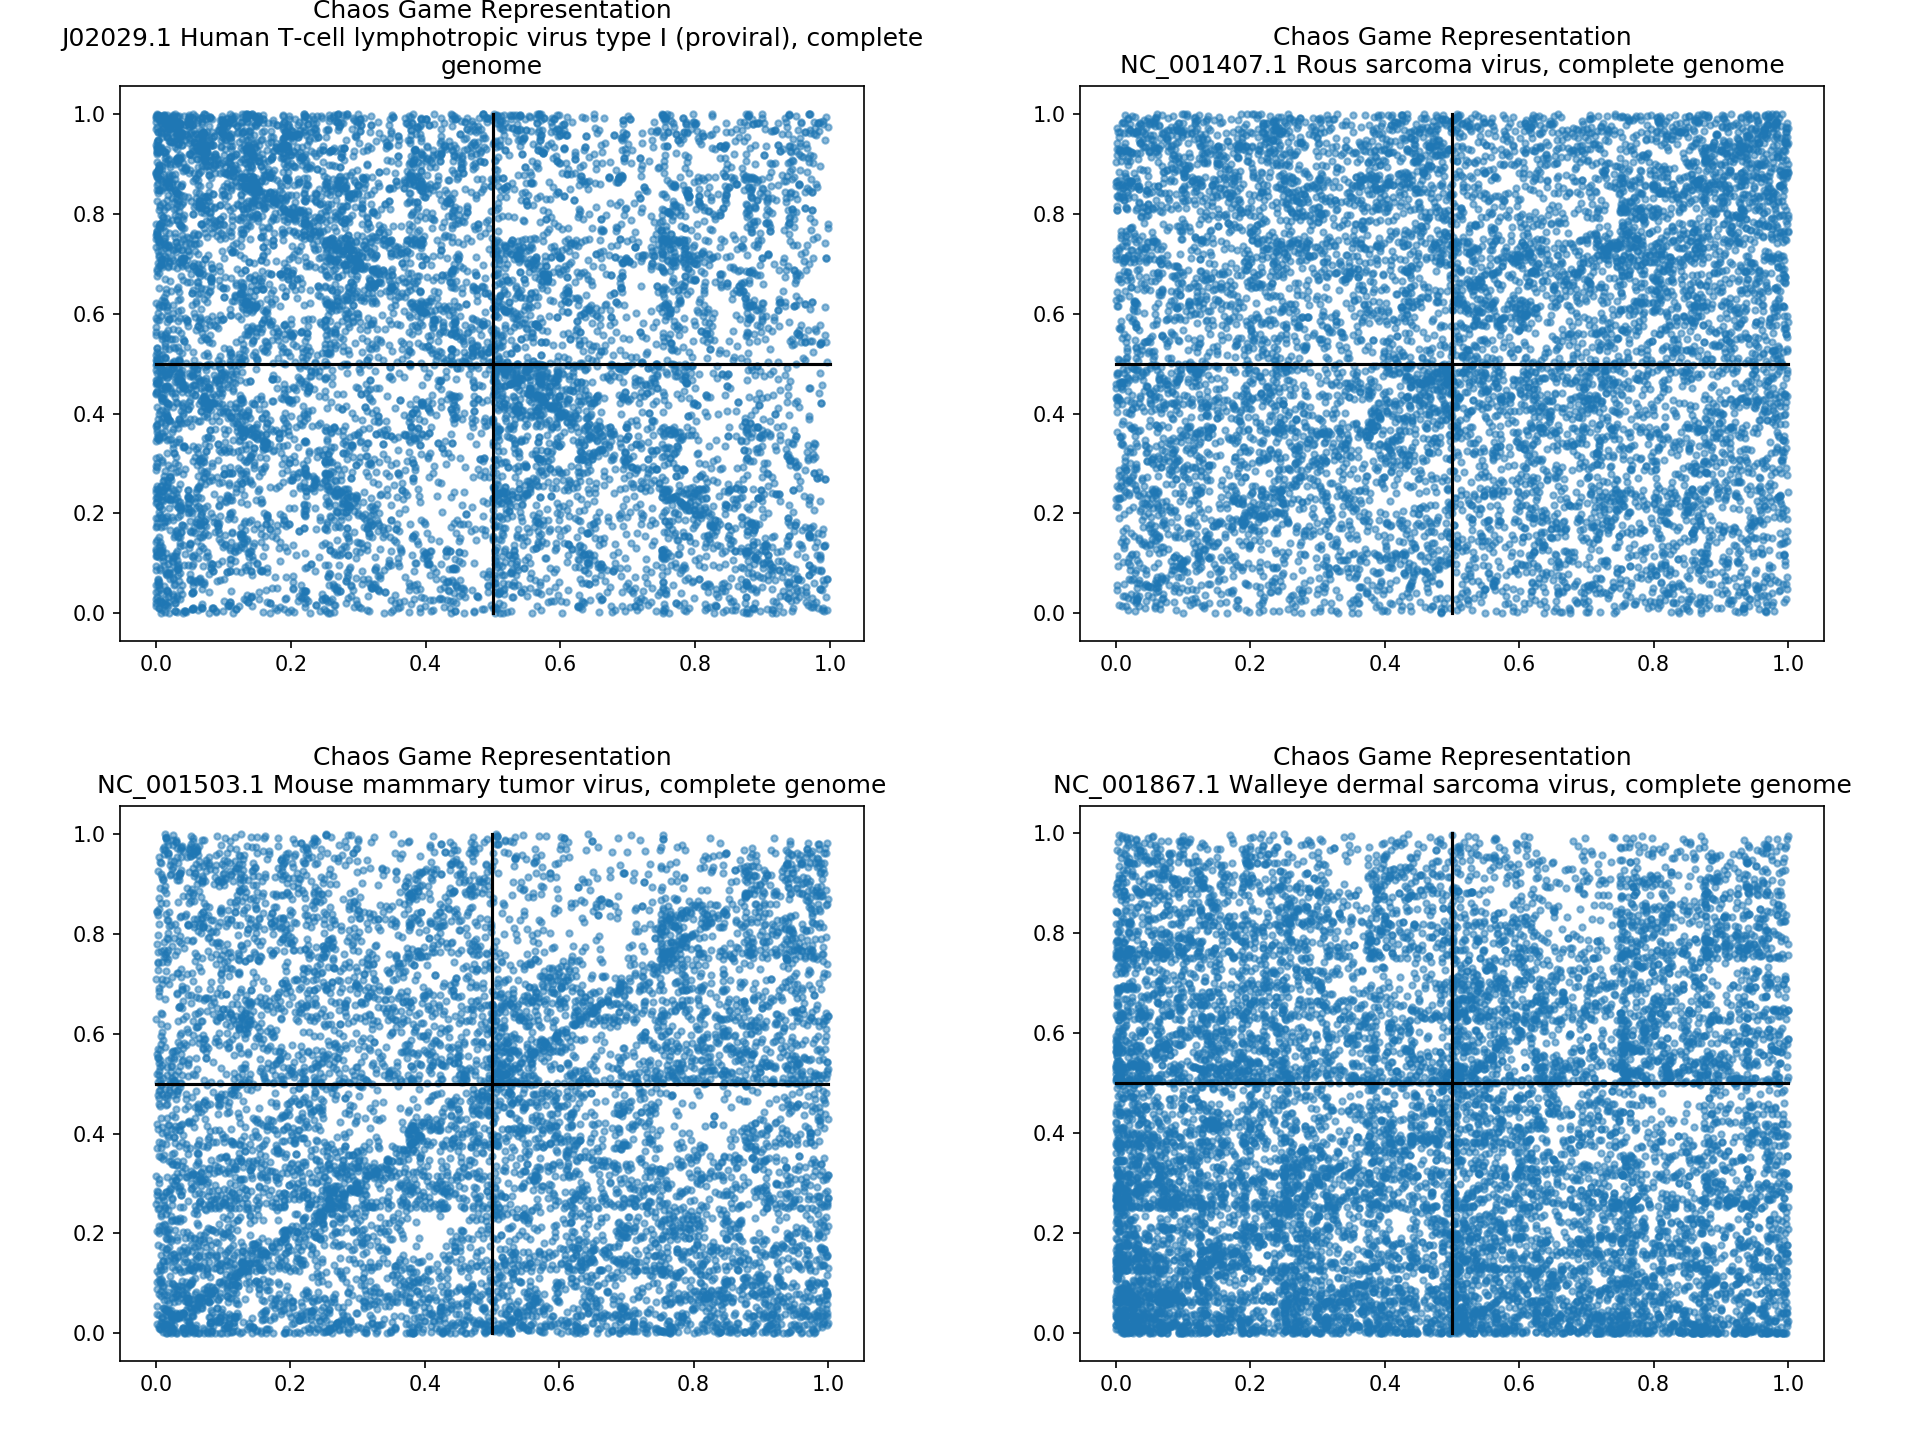 Chaos Game Representation
J02029.1 Human T-cell lymphotropic virus type I (proviral), complete
genome
1.0
0.8
0.6
0.4
0.2
0.0
0.0 0.2 0.4 0.6 0.8 1.0
Chaos Game Representation
NC_001407.1 Rous sarcoma virus, complete genome
1.0
0.8
0.6
0.4
0.2
0.0
0.0 0.2 0.4 0.6 0.8 1.0
Chaos Game Representation
NC_001503.1 Mouse mammary tumor virus, complete genome
1.0
0.8
0.6
0.4
0.2
0.0
0.0 0.2 0.4 0.6 0.8 1.0
Chaos Game Representation
NC_001867.1 Walleye dermal sarcoma virus, complete genome
1.0
0.8
0.6
0.4
0.2
0.0
0.0 0.2 0.4 0.6 0.8 1.0